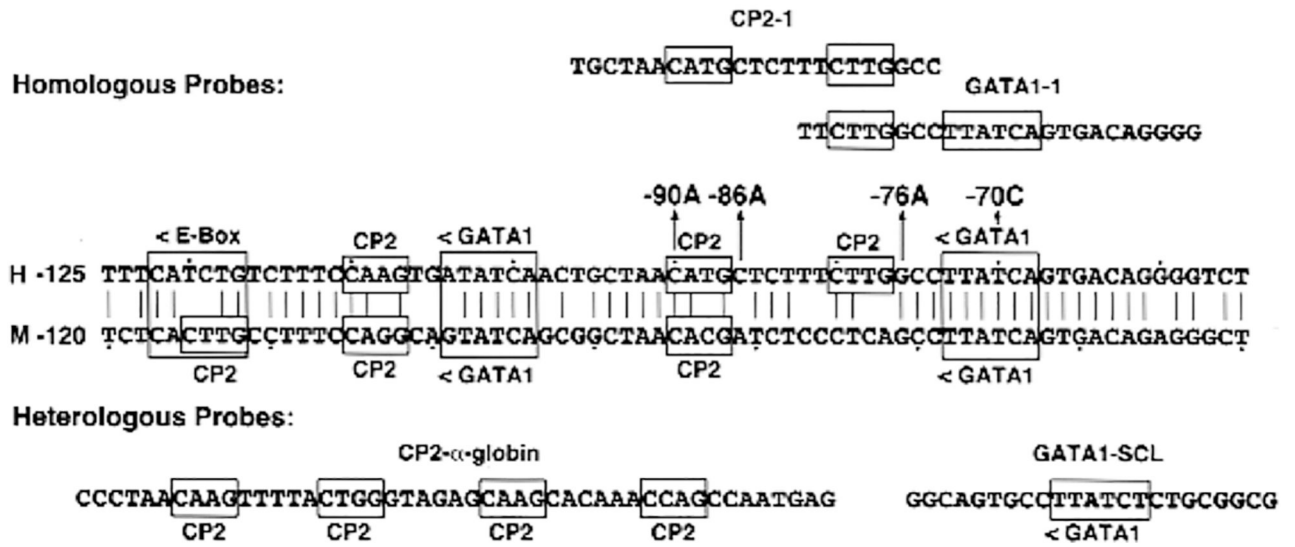 CP2-1
TGCTAACATGCTCTTTCTTGGCC
Homologous Probes:
GATA1-1
TTCTTGGCCTTATCAGTGACAGGGG
-90A -86A -76A -70C
< E-Box CP2 < GATA1 CP2 CP2 < GATA1
H -125 TTTCATCTGTCTTTCCAAGTGATATCAACTGCTAACATGCTCTTTCTTGGCCTTATCAGTGACAGGGGTCT
M -120 TCTCACTTGCCTTTCCAGGCAGTATCAGCGGCTAACACGATCTCCCTCAGCCTTATCAGTGACAGAGGGCT
CP2 CP2 < GATA1 CP2 < GATA1
Heterologous Probes:
CP2-α-globin GATA1-SCL
CCCTAACAAGTTTTACTGGGTAGAGCAAGCACAAACCAGCCAATGAG GGCAGTGCCTTATCTCTGCGGCG
CP2 CP2 CP2 CP2 < GATA1